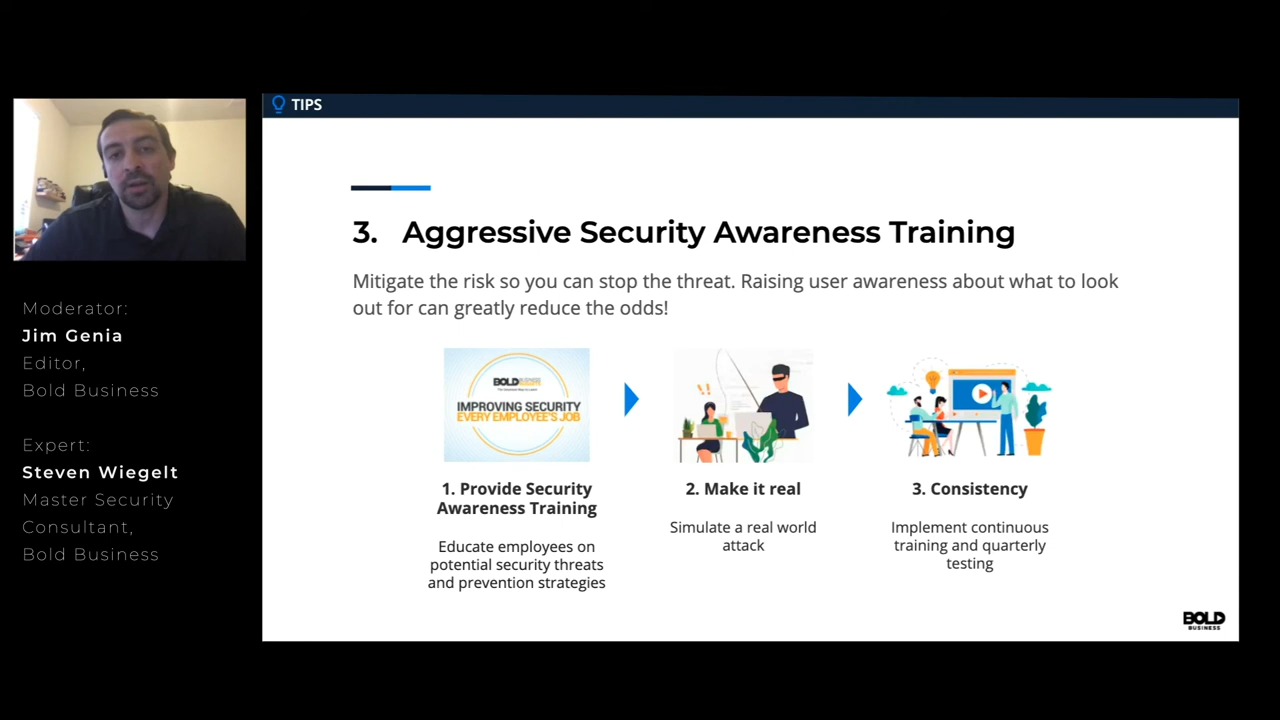 TIPS
3. Aggressive Security Awareness Training
Mitigate the risk so you can stop the threat. Raising user awareness about what to look
out for can greatly reduce the odds!
BOLD
IMPROVING SECURITY
EVERY EMPLOYEE'S JOB
1. Provide Security
Awareness Training
Educate employees on
potential security threats
and prevention strategies
2. Make it real
Simulate a real world
attack
3. Consistency
Implement continuous
training and quarterly
testing
BOLD
BUSINESS
Moderator:
Jim Genia
Editor,
Bold Business
Expert:
Steven Wiegelt
Master Security
Consultant,
Bold Business